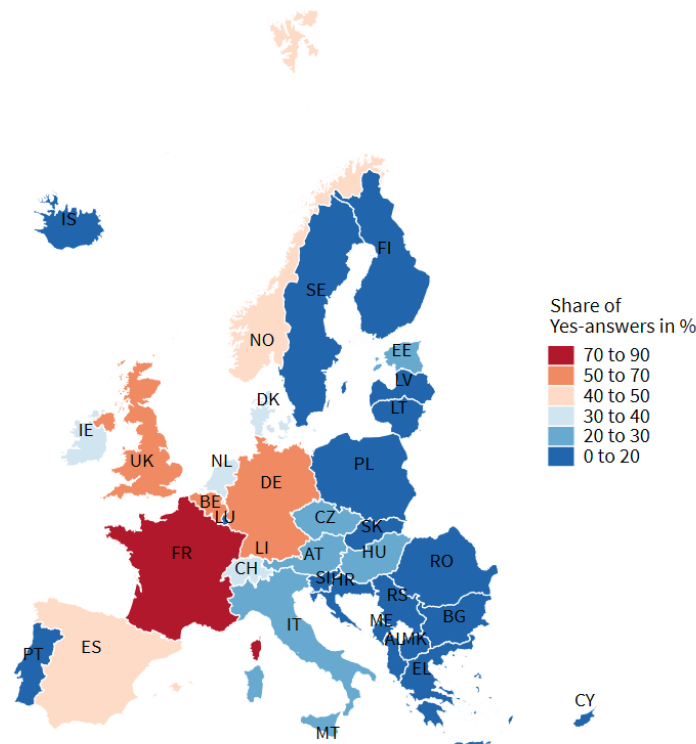 IS
FI
SE
NO
EE
LV
LT
DK
IE
UK
NL
PL
DE
BE
LU
CZ
SK
FR
LI
AT
HU
CH
RO
SI
HR
RS
IT
ME
BG
AL
MK
ES
PT
EL
CY
MT
Share of
Yes-answers in %
70 to 90
50 to 70
40 to 50
30 to 40
20 to 30
0 to 20